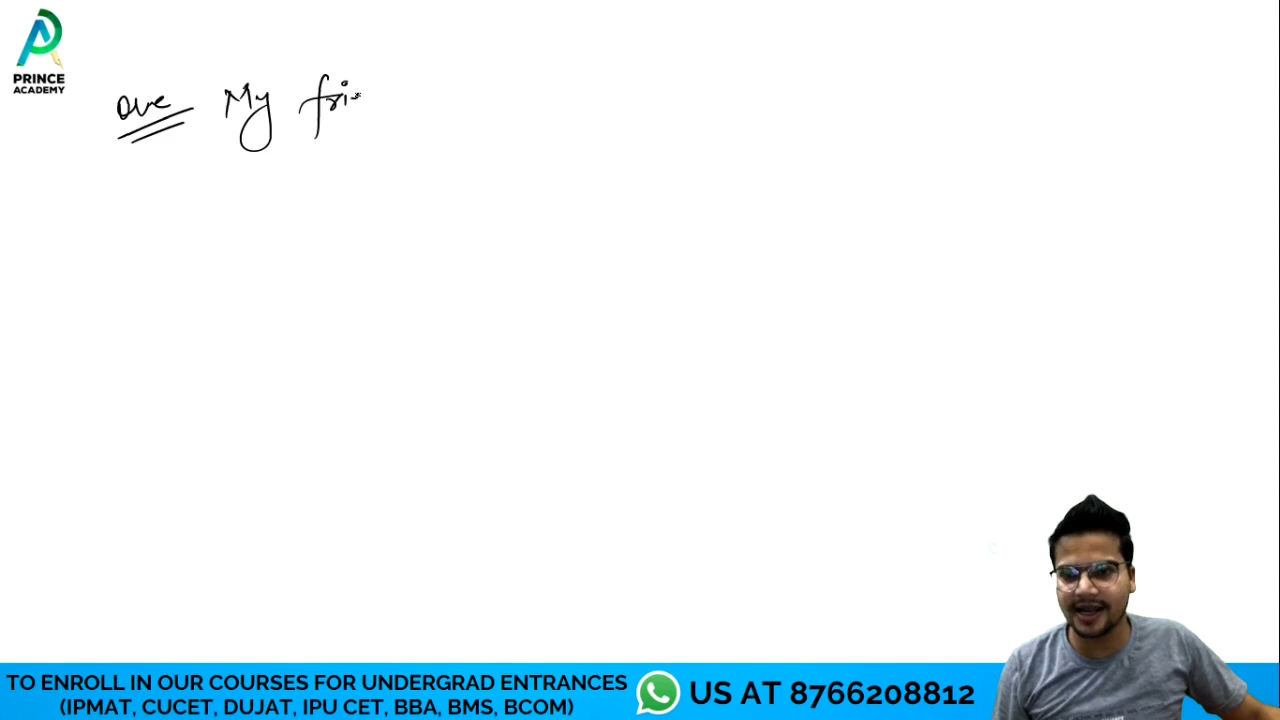 PRINCE
ACADEMY
Que My fri
TO ENROLL IN OUR COURSES FOR UNDERGRAD ENTRANCES
(IPMAT, CUCET, DUJAT, IPU CET, BBA, BMS, BCOM)
US AT 8766208812